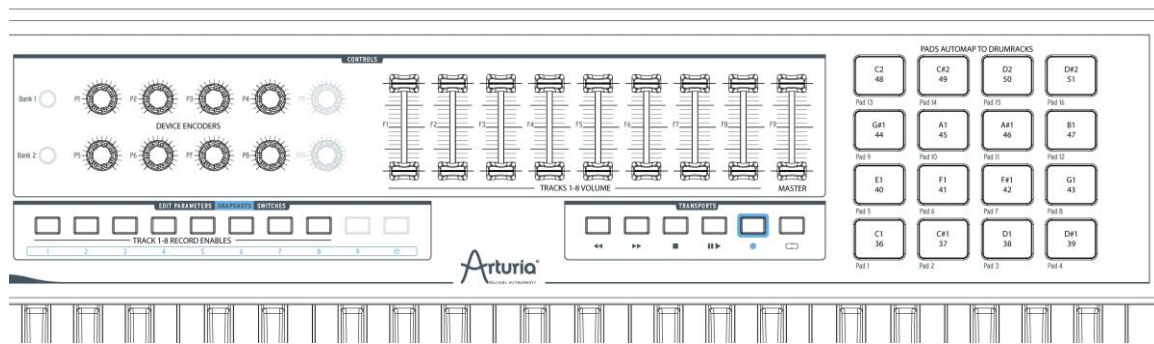 CONTROLS
Bank 1
P1
P2
P3
P4
P5
DEVICE ENCODERS
Bank 2
P5
P6
P7
P8
P10
F1
F2
F3
F4
F5
F6
F7
F8
F9
TRACKS 1-8 VOLUME
MASTER
EDIT PARAMETERS SNAPSHOTS SWITCHES
TRACK 1-8 RECORD ENABLES
1 2 3 4 5 6 7 8 9 10
TRANSPORTS
Arturia
MUSICAL INSTRUMENTS
PADS AUTOMAP TO DRUMRACKS
C2 C#2 D2 D#2
48 49 50 51
Pad 13 Pad 14 Pad 15 Pad 16
G#1 A1 A#1 B1
44 45 46 47
Pad 9 Pad 10 Pad 11 Pad 12
E1 F1 F#1 G1
40 41 42 43
Pad 5 Pad 6 Pad 7 Pad 8
C1 C#1 D1 D#1
36 37 38 39
Pad 1 Pad 2 Pad 3 Pad 4